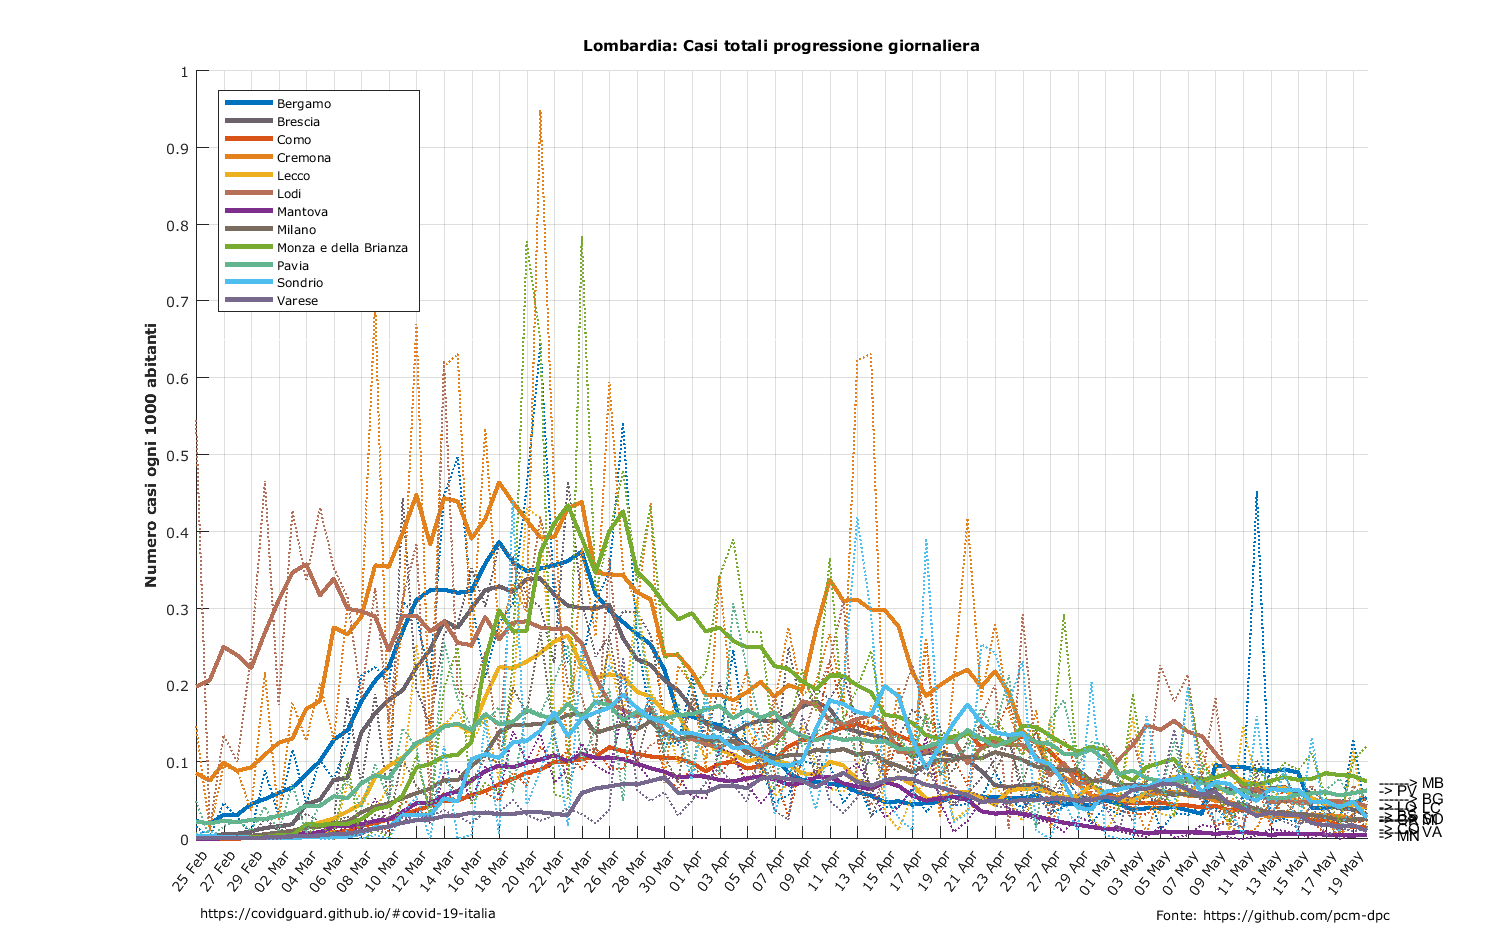 Lombardia: Casi totali progressione giornaliera
Numero casi ogni 1000 abitanti
1
0.9
0.8
0.7
0.6
0.5
0.4
0.3
0.2
0.1
0
Bergamo
Brescia
Como
Cremona
Lecco
Lodi
Mantova
Milano
Monza e della Brianza
Pavia
Sondrio
Varese
------> MB
-> PV
------> BG
------> VA
-> MN
25 Feb
27 Feb
29 Feb
02 Mar
04 Mar
06 Mar
08 Mar
10 Mar
12 Mar
14 Mar
16 Mar
18 Mar
20 Mar
22 Mar
24 Mar
26 Mar
28 Mar
30 Mar
01 Apr
03 Apr
05 Apr
07 Apr
09 Apr
11 Apr
13 Apr
15 Apr
17 Apr
19 Apr
21 Apr
23 Apr
25 Apr
27 Apr
29 Apr
01 May
03 May
05 May
07 May
09 May
11 May
13 May
15 May
17 May
19 May
https://covidguard.github.io/#covid-19-italia
Fonte: https://github.com/pcm-dpc